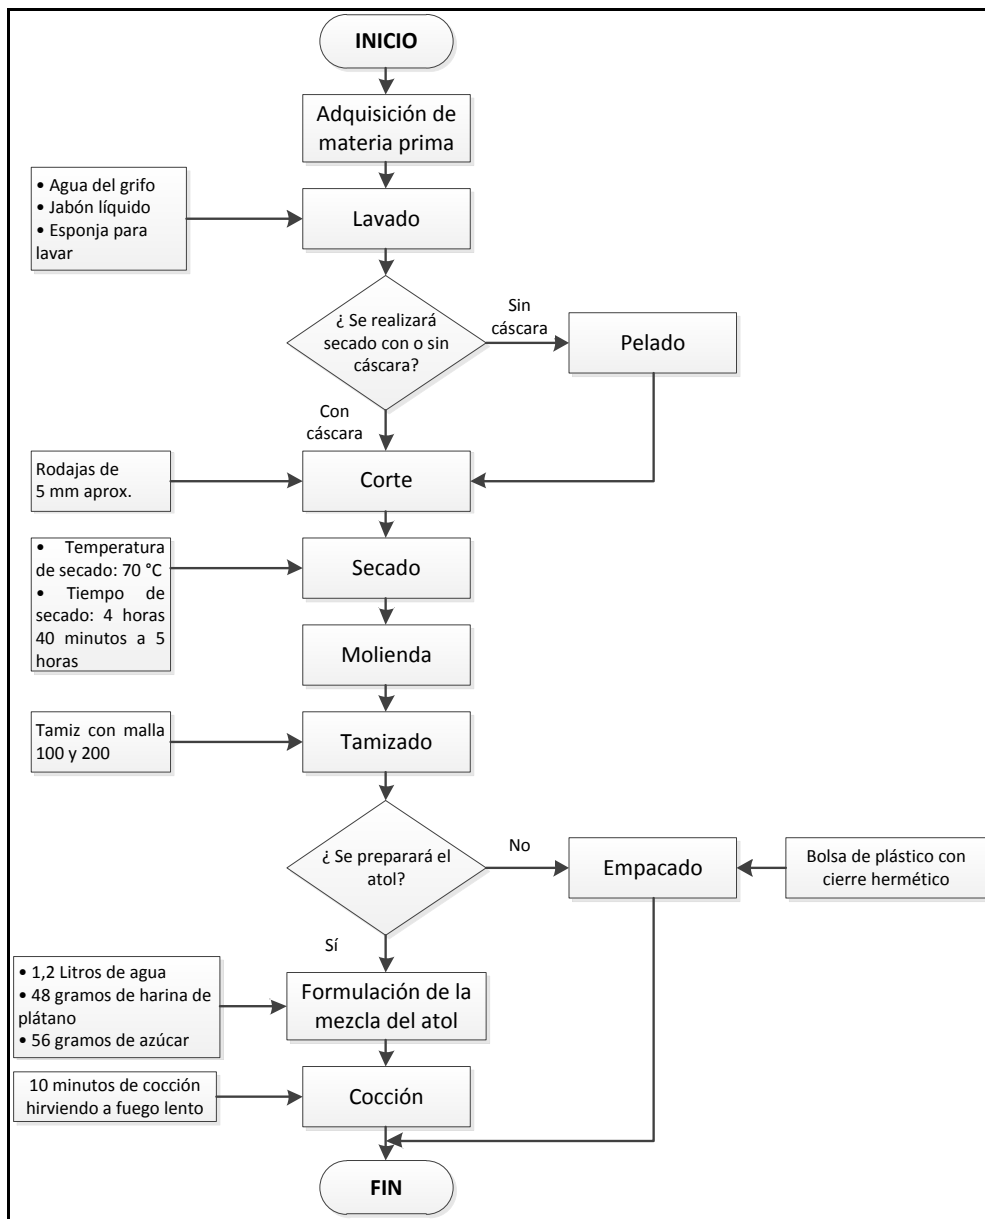 INICIO
Adquisición de
materia prima
• Agua del grifo
• Jabón líquido
• Esponja para
lavar
Lavado
¿ Se realizará
secado con o sin
cáscara?
Sin
cáscara
Pelado
Con
cáscara
Rodajas de
5 mm aprox.
Corte
• Temperatura
de secado: 70 °C
• Tiempo de
secado: 4 horas
40 minutos a 5
horas
Secado
Molienda
Tamiz con malla
100 y 200
Tamizado
¿ Se preparará el
atol?
No
Empacado
Bolsa de plástico con
cierre hermético
Sí
• 1,2 Litros de agua
• 48 gramos de harina de
plátano
• 56 gramos de azúcar
Formulación de la
mezcla del atol
10 minutos de cocción
hirviendo a fuego lento
Cocción
FIN